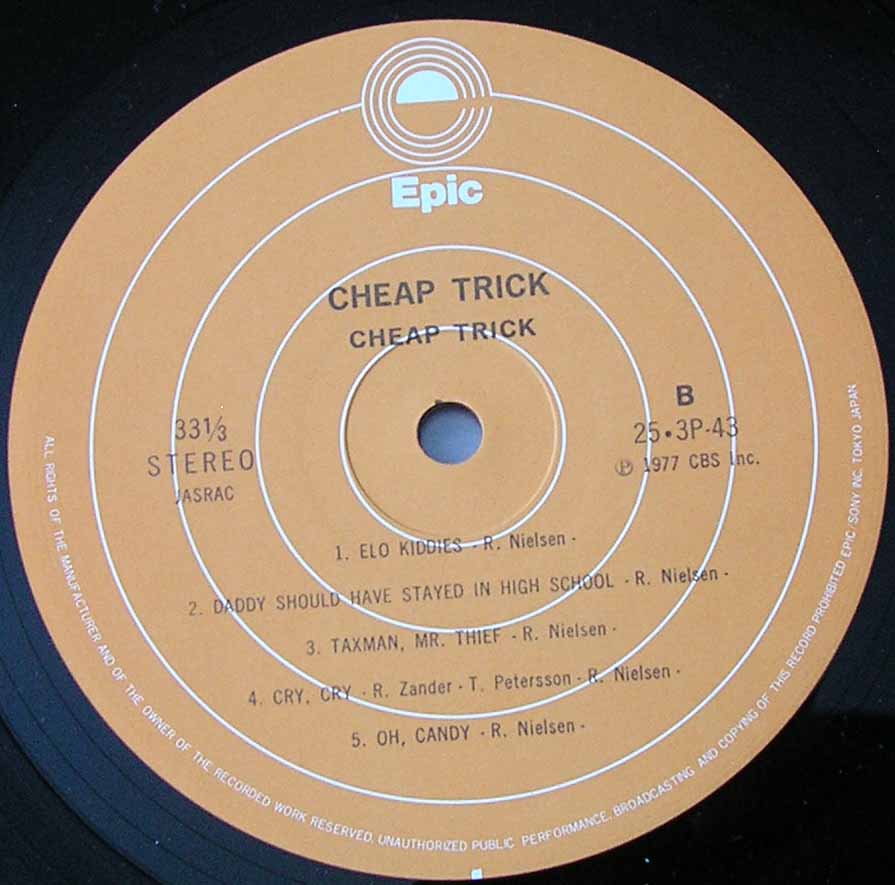 Epic
CHEAP TRICK
CHEAP TRICK
33⅓
STEREO
JASRAC
B
25•3P-43
Ⓟ 1977 CBS Inc.
1. ELO KIDDIES - R. Nielsen -
2. DADDY SHOULD HAVE STAYED IN HIGH SCHOOL - R. Nielsen -
3. TAXMAN, MR. THIEF - R. Nielsen -
4. CRY, CRY - R. Zander - T. Petersson - R. Nielsen -
5. OH, CANDY - R. Nielsen -
ALL RIGHTS OF THE MANUFACTURER AND OF THE OWNER OF THE RECORDED WORK RESERVED. UNAUTHORIZED PUBLIC PERFORMANCE, BROADCASTING AND COPYING OF THIS RECORD PROHIBITED EPIC/SONY INC. TOKYO JAPAN